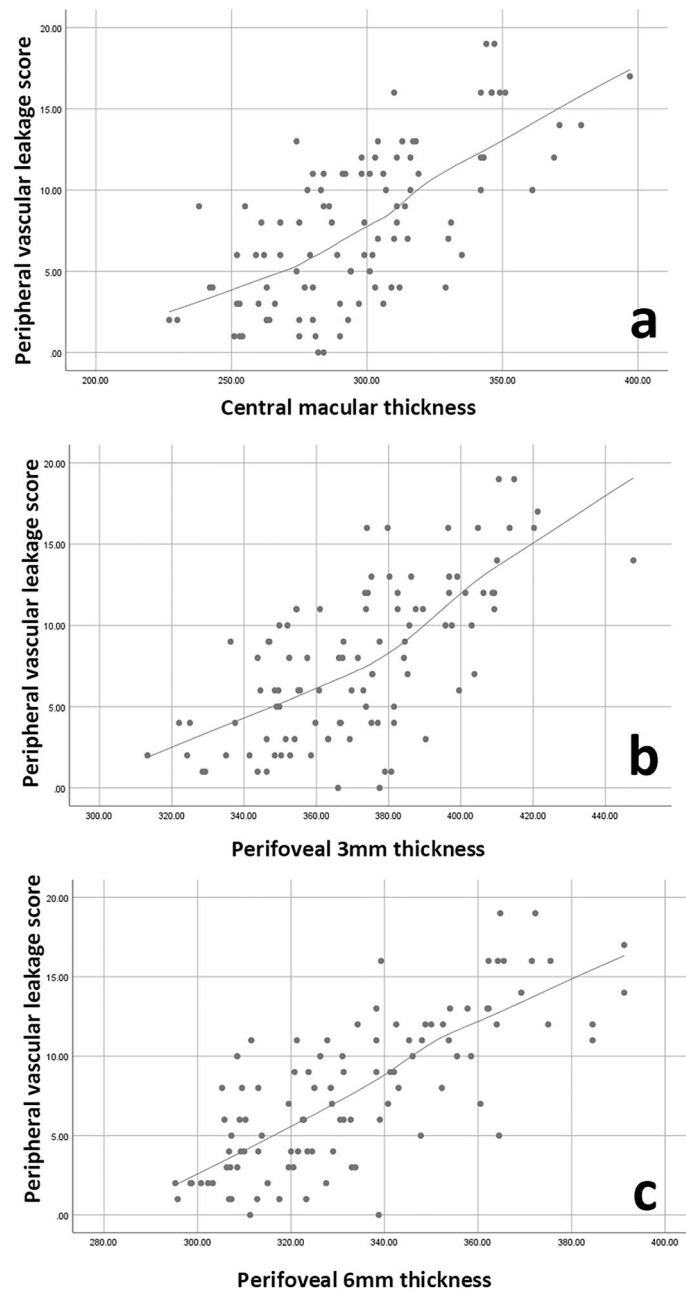 20.00
15.00
10.00
5.00
.00
Peripheral vascular leakage score
a
200.00 250.00 300.00 350.00 400.00
Central macular thickness
20.00
15.00
10.00
5.00
.00
Peripheral vascular leakage score
b
300.00 320.00 340.00 360.00 380.00 400.00 420.00 440.00
Perifoveal 3mm thickness
20.00
15.00
10.00
5.00
.00
Peripheral vascular leakage score
c
280.00 300.00 320.00 340.00 360.00 380.00 400.00
Perifoveal 6mm thickness